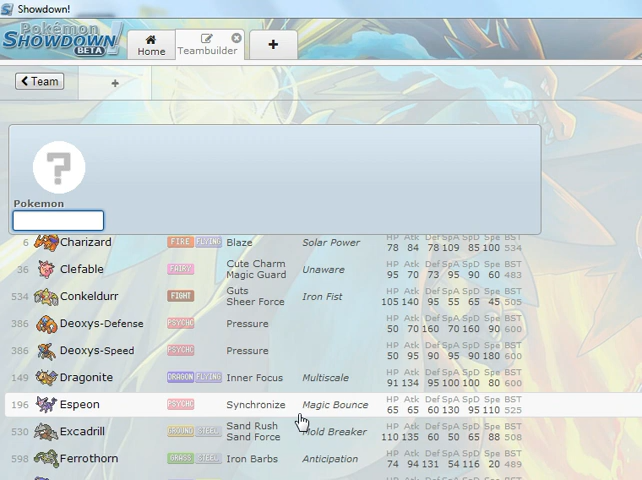 Showdown!
Pokémon
SHOWDOWN!
BETA
Home
Teambuilder
+
Team
+
?
Pokemon
HP Atk Def SpA SpD Spe BST
6 Charizard FIRE FLYING Blaze Solar Power 78 84 78 109 85 100 534
HP Atk Def SpA SpD Spe BST
36 Clefable FAIRY Cute Charm Magic Guard Unaware 95 70 73 95 90 60 483
HP Atk Def SpA SpD Spe BST
534 Conkeldurr FIGHT Guts Sheer Force Iron Fist 105 140 95 55 65 45 505
HP Atk Def SpA SpD Spe BST
386 Deoxys-Defense PSYCHC Pressure 50 70 160 70 160 90 600
HP Atk Def SpA SpD Spe BST
386 Deoxys-Speed PSYCHC Pressure 50 95 90 95 90 180 600
HP Atk Def SpA SpD Spe BST
149 Dragonite DRAGON FLYING Inner Focus Multiscale 91 134 95 100 100 80 600
HP Atk Def SpA SpD Spe BST
196 Espeon PSYCHC Synchronize Magic Bounce 65 65 60 130 95 110 525
HP Atk Def SpA SpD Spe BST
530 Excadrill GROUND STEEL Sand Rush Sand Force Mold Breaker 110 135 60 50 65 88 508
HP Atk Def SpA SpD Spe BST
598 Ferrothorn GRASS STEEL Iron Barbs Anticipation 74 94 131 54 116 20 489
HP Atk Def SpA SpD Spe